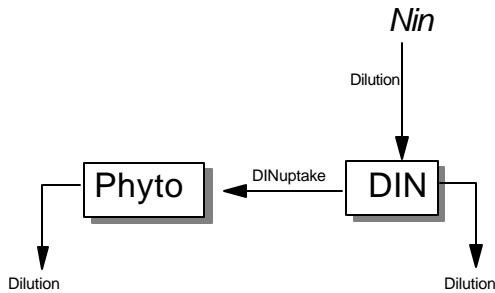 Nin
Dilution
DINuptake
Phyto
DIN
Dilution
Dilution